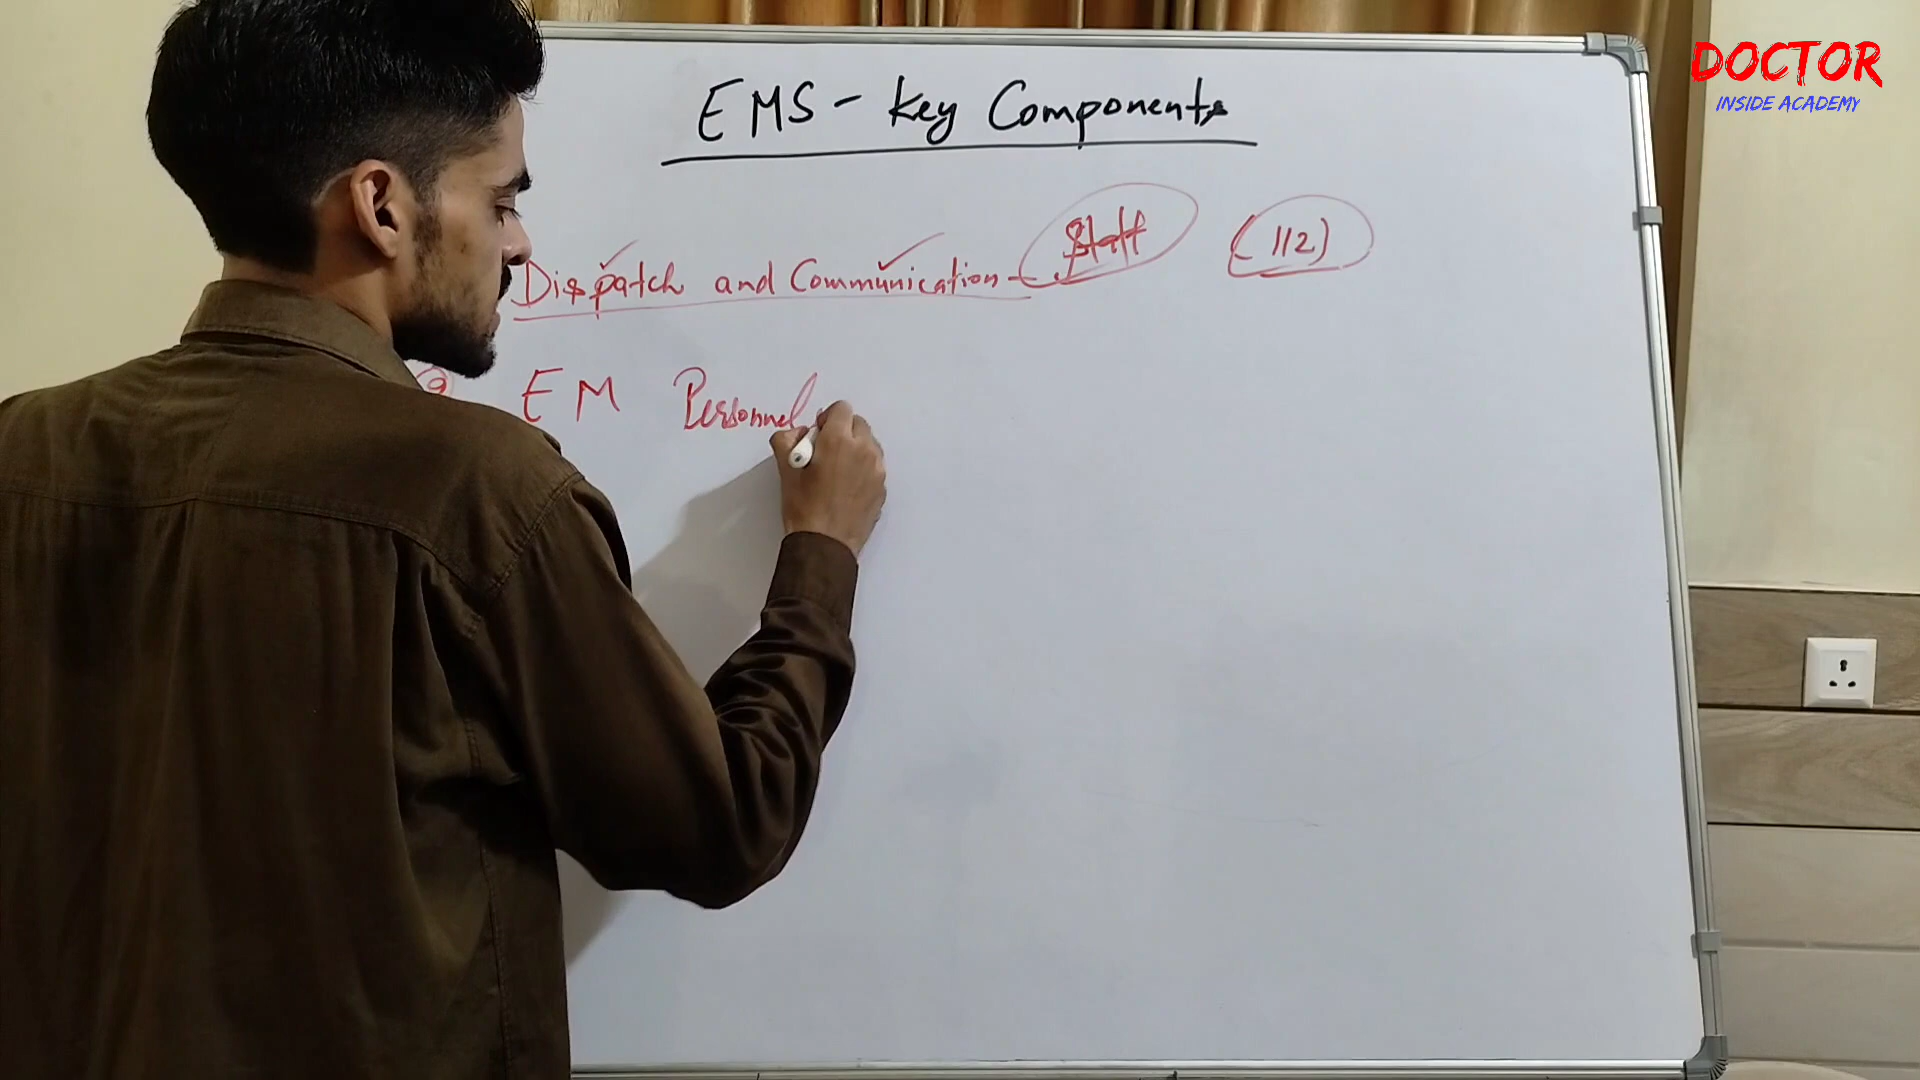 EMS - Key Components
DOCTOR
INSIDE ACADEMY
Dispatch and Communication - Staff (112)
EM Personnel